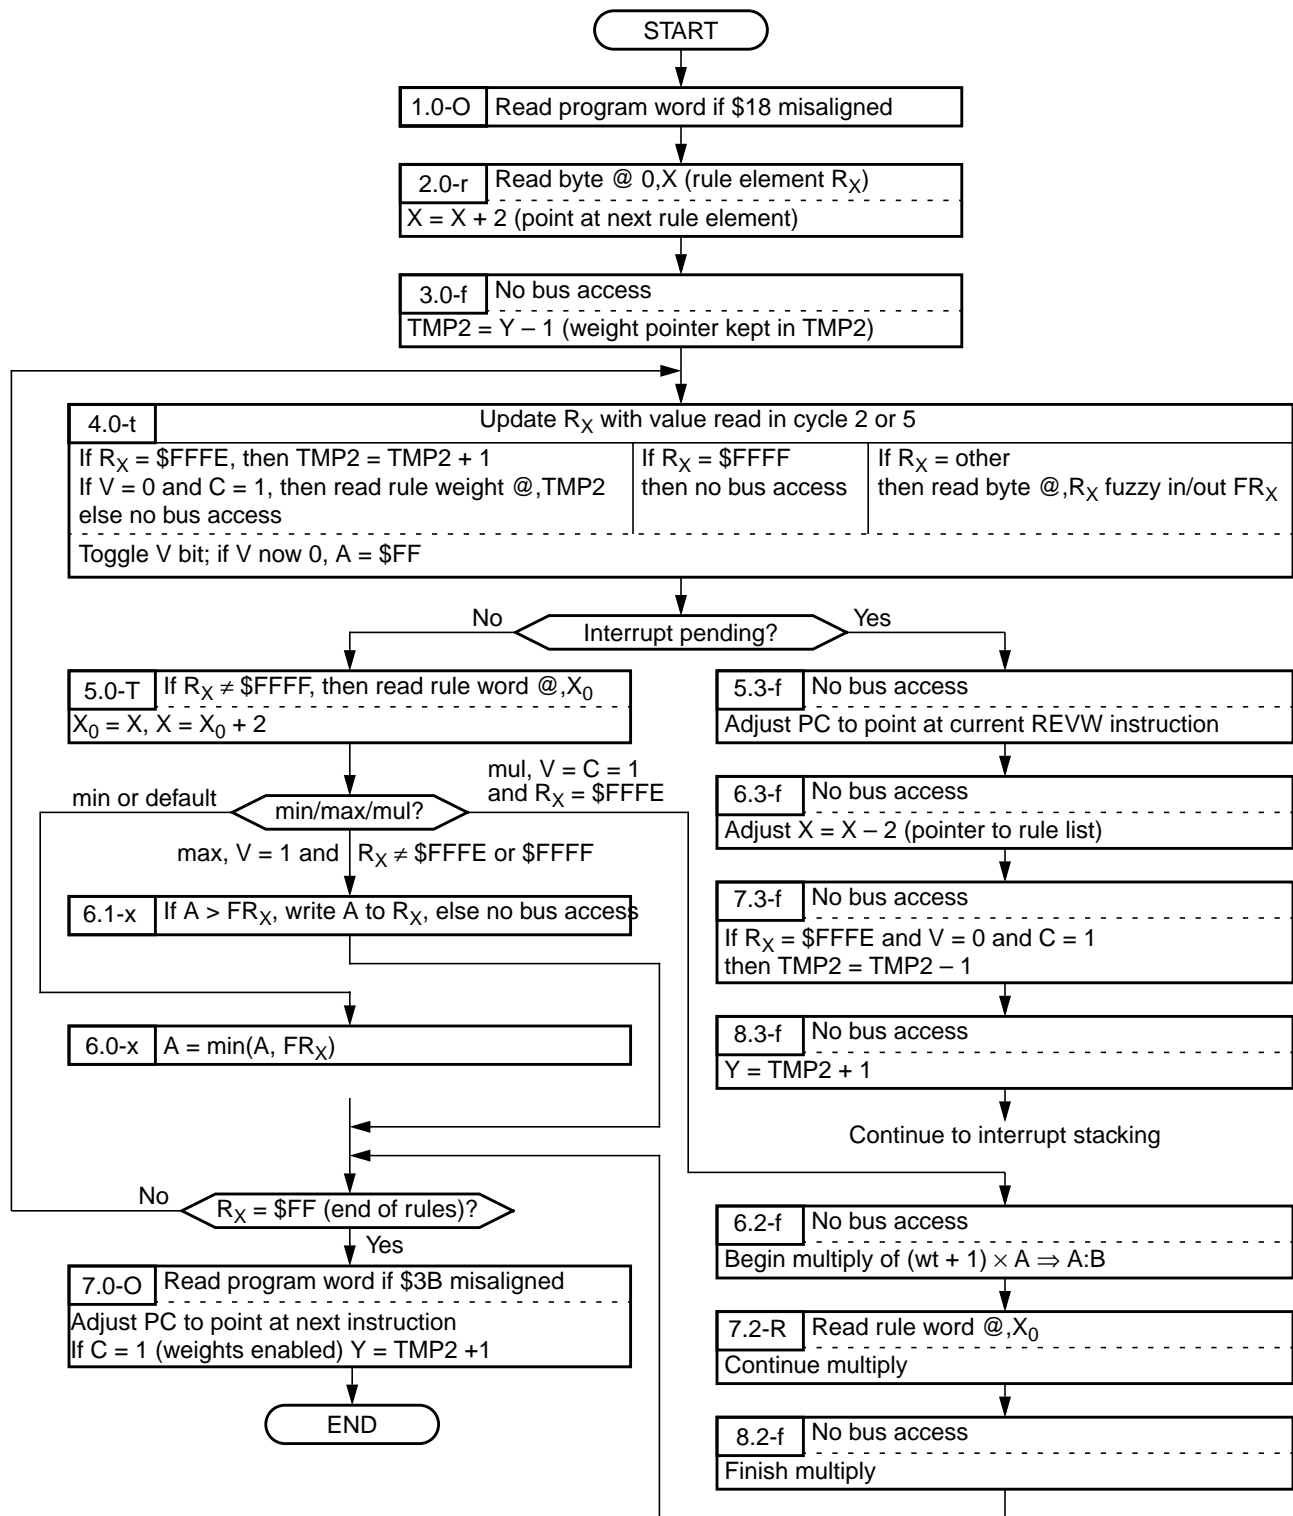 START
1.0-O Read program word if $18 misaligned
2.0-r Read byte @ 0,X (rule element RX)
X = X + 2 (point at next rule element)
3.0-f No bus access
TMP2 = Y – 1 (weight pointer kept in TMP2)
4.0-t Update RX with value read in cycle 2 or 5
If RX = $FFFE, then TMP2 = TMP2 + 1
If V = 0 and C = 1, then read rule weight @,TMP2
else no bus access
If RX = $FFFF
then no bus access
If RX = other
then read byte @,RX fuzzy in/out FRX
Toggle V bit; if V now 0, A = $FF
No Interrupt pending? Yes
5.0-T If RX ≠ $FFFF, then read rule word @,X0
X0 = X, X = X0 + 2
min or default min/max/mul? mul, V = C = 1
and RX = $FFFE
max, V = 1 and RX ≠ $FFFE or $FFFF
6.1-x If A > FRX, write A to RX, else no bus access
6.0-x A = min(A, FRX)
5.3-f No bus access
Adjust PC to point at current REVW instruction
6.3-f No bus access
Adjust X = X – 2 (pointer to rule list)
7.3-f No bus access
If RX = $FFFE and V = 0 and C = 1
then TMP2 = TMP2 – 1
8.3-f No bus access
Y = TMP2 + 1
Continue to interrupt stacking
No RX = $FF (end of rules)?
Yes
7.0-O Read program word if $3B misaligned
Adjust PC to point at next instruction
If C = 1 (weights enabled) Y = TMP2 +1
END
6.2-f No bus access
Begin multiply of (wt + 1) × A ⇒ A:B
7.2-R Read rule word @,X0
Continue multiply
8.2-f No bus access
Finish multiply